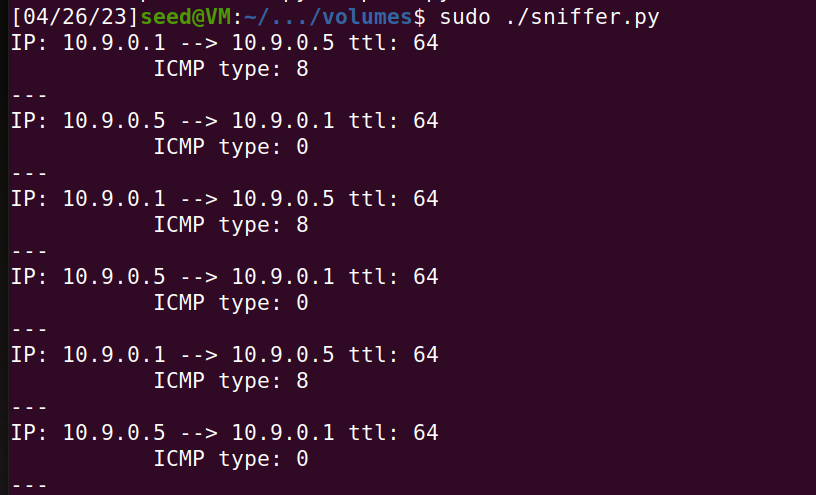 [04/26/23]seed@VM:~/.../volumes$ sudo ./sniffer.py
IP: 10.9.0.1 --> 10.9.0.5 ttl: 64
           ICMP type: 8
---
IP: 10.9.0.5 --> 10.9.0.1 ttl: 64
           ICMP type: 0
---
IP: 10.9.0.1 --> 10.9.0.5 ttl: 64
           ICMP type: 8
---
IP: 10.9.0.5 --> 10.9.0.1 ttl: 64
           ICMP type: 0
---
IP: 10.9.0.1 --> 10.9.0.5 ttl: 64
           ICMP type: 8
---
IP: 10.9.0.5 --> 10.9.0.1 ttl: 64
           ICMP type: 0
---